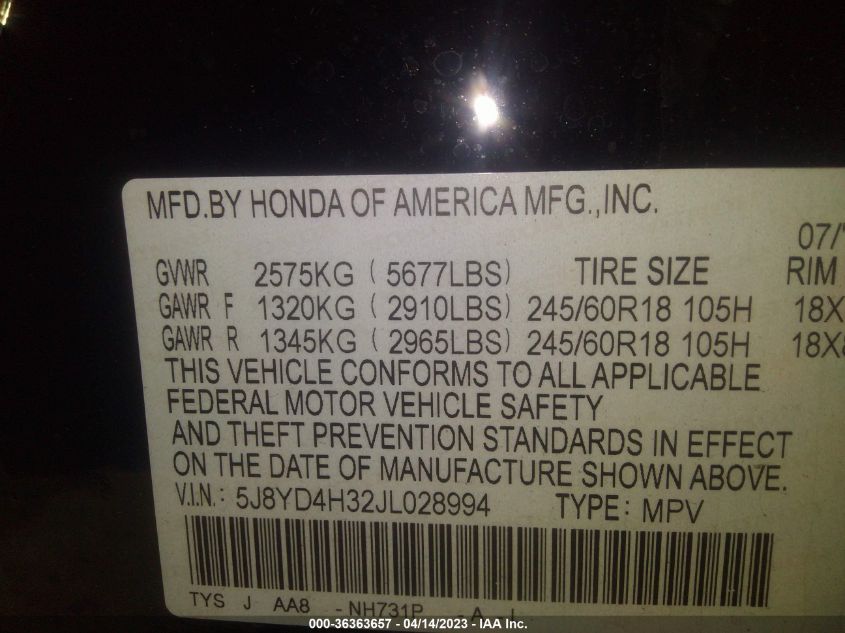 MFD.BY HONDA OF AMERICA MFG.,INC.
07/
GVWR 2575KG ( 5677LBS) TIRE SIZE RIM
GAWR F 1320KG ( 2910LBS) 245/60R18 105H 18X
GAWR R 1345KG ( 2965LBS) 245/60R18 105H 18X
THIS VEHICLE CONFORMS TO ALL APPLICABLE
FEDERAL MOTOR VEHICLE SAFETY
AND THEFT PREVENTION STANDARDS IN EFFECT
ON THE DATE OF MANUFACTURE SHOWN ABOVE.
V.I.N.: 5J8YD4H32JL028994 TYPE: MPV
TYS J AA8 - NH731P - A
000-36363657 - 04/14/2023 - IAA Inc.